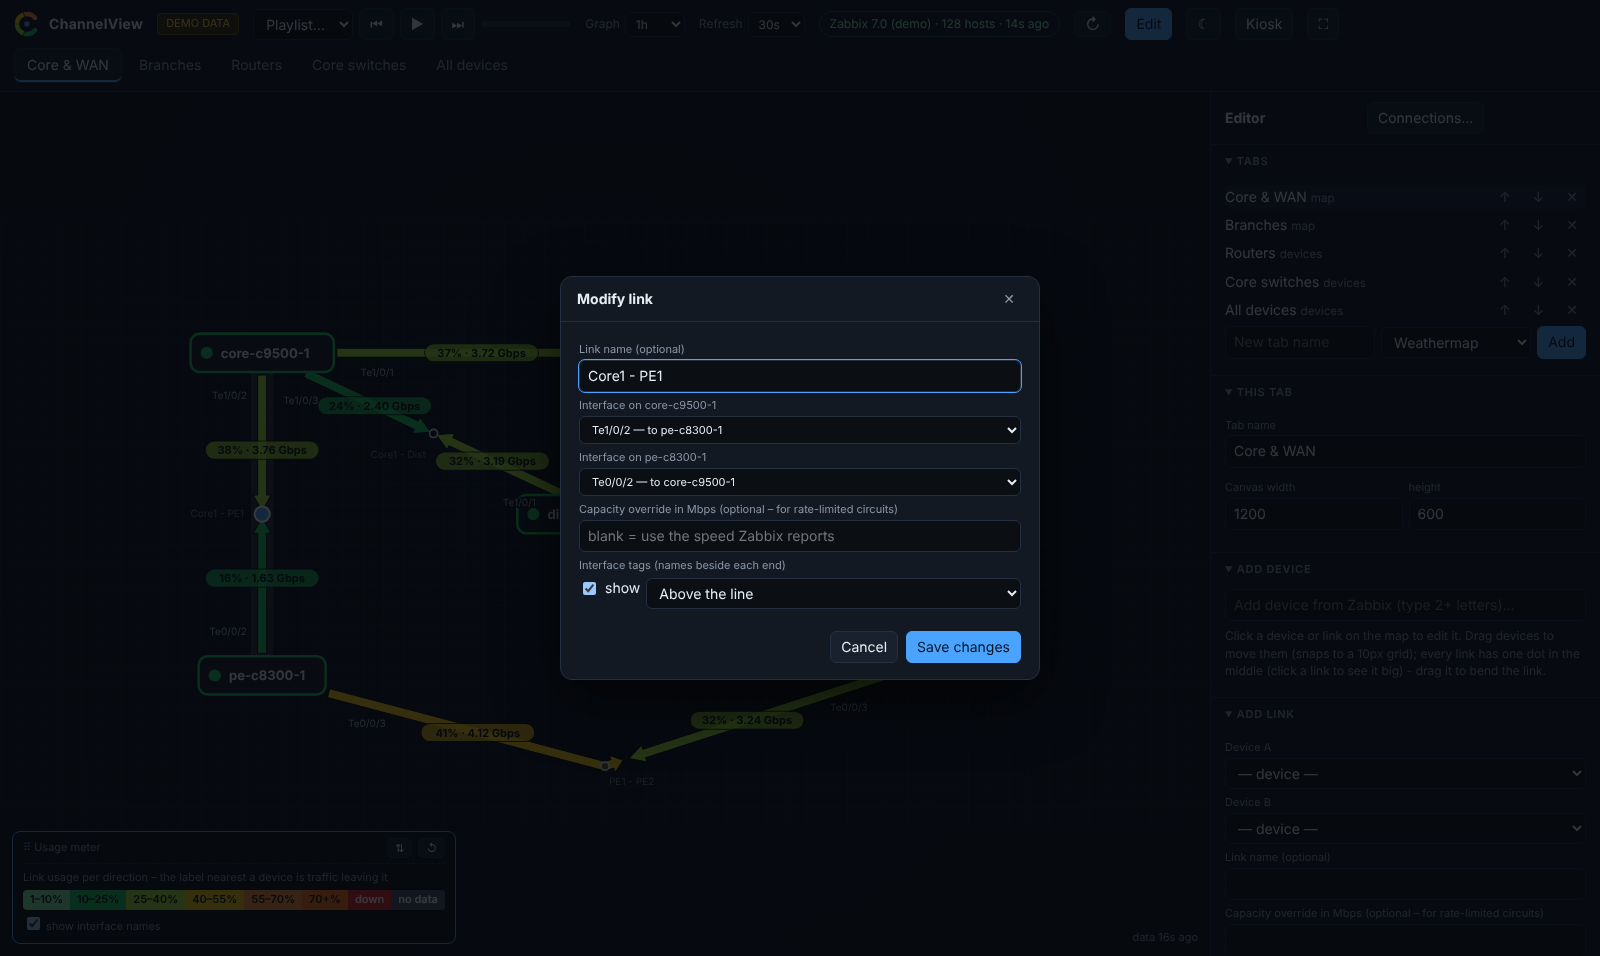 ChannelView DEMO DATA Playlist... Graph 1h Refresh 30s Zabbix 7.0 (demo) · 128 hosts · 14s ago Edit Kiosk
Core & WAN Branches Routers Core switches All devices
Editor Connections...
TABS
Core & WAN map
Branches map
Routers devices
Core switches devices
All devices devices
New tab name Weathermap Add
THIS TAB
Tab name
Core & WAN
Canvas width height
1200 600
ADD DEVICE
Add device from Zabbix (type 2+ letters)...
Click a device or link on the map to edit it. Drag devices to
move them (snaps to a 10px grid); every link has one dot in the
middle (click a link to see it big) – drag it to bend the link.
ADD LINK
Device A
— device —
Device B
— device —
Link name (optional)
Capacity override in Mbps (optional – for rate-limited circuits)
Modify link
Link name (optional)
Core1 - PE1
Interface on core-c9500-1
Te1/0/2 — to pe-c8300-1
Interface on pe-c8300-1
Te0/0/2 — to core-c9500-1
Capacity override in Mbps (optional – for rate-limited circuits)
blank = use the speed Zabbix reports
Interface tags (names beside each end)
show Above the line
Cancel Save changes
core-c9500-1
37% · 3.72 Gbps
Te1/0/1
Te1/0/2
Te1/0/3
24% · 2.40 Gbps
38% · 3.76 Gbps
Core1 - Dist
32% · 3.19 Gbps
Te1/0/1
di
Core1 - PE1
16% · 1.63 Gbps
Te0/0/2
pe-c8300-1
Te0/0/3
41% · 4.12 Gbps
32% · 3.24 Gbps
Te0/0/3
PE1 - PE2
Usage meter
Link usage per direction – the label nearest a device is traffic leaving it
1–10% 10–25% 25–40% 40–55% 55–70% 70+% down no data
show interface names
data 16s ago